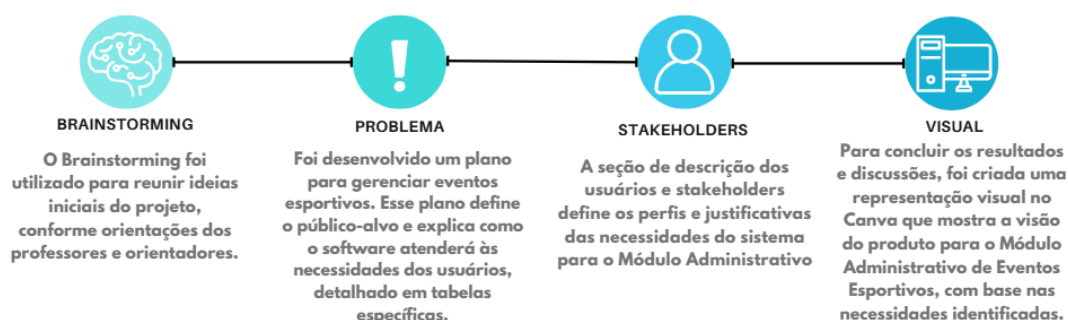 BRAINSTORMING
O Brainstorming foi
utilizado para reunir ideias
iniciais do projeto,
conforme orientações dos
professores e orientadores.
PROBLEMA
Foi desenvolvido um plano
para gerenciar eventos
esportivos. Esse plano define
o público-alvo e explica como
o software atenderá às
necessidades dos usuários,
detalhado em tabelas
específicas.
STAKEHOLDERS
A seção de descrição dos
usuários e stakeholders
define os perfis e justificativas
das necessidades do sistema
para o Módulo Administrativo
VISUAL
Para concluir os resultados
e discussões, foi criada uma
representação visual no
Canva que mostra a visão
do produto para o Módulo
Administrativo de Eventos
Esportivos, com base nas
necessidades identificadas.